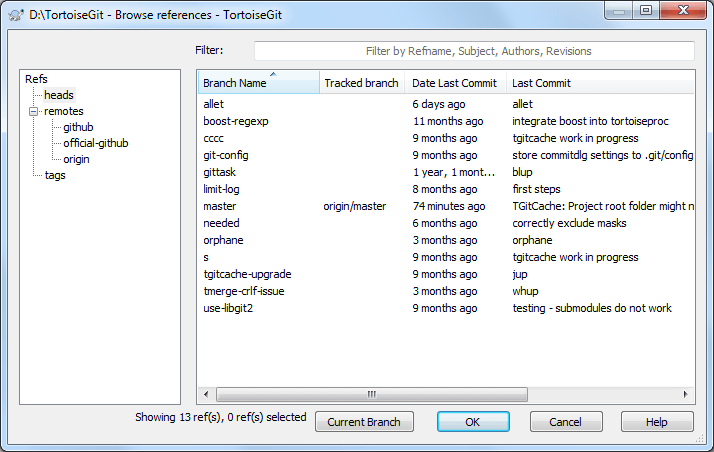 D:\TortoiseGit - Browse references - TortoiseGit
Filter: Filter by Refname, Subject, Authors, Revisions
Refs
heads
remotes
github
official-github
origin
tags
Branch Name Tracked branch Date Last Commit Last Commit
allet 6 days ago allet
boost-regexp 11 months ago integrate boost into tortoiseproc
cccc 9 months ago tgitcache work in progress
git-config 9 months ago store commitdlg settings to .git/config
gittask 1 year, 1 mont... blup
limit-log 8 months ago first steps
master origin/master 74 minutes ago TGitCache: Project root folder might n
needed 6 months ago correctly exclude masks
orphane 3 months ago orphane
s 9 months ago tgitcache work in progress
tgitcache-upgrade 9 months ago jup
tmerge-crlf-issue 3 months ago whup
use-libgit2 9 months ago testing - submodules do not work
Showing 13 ref(s), 0 ref(s) selected Current Branch OK Cancel Help